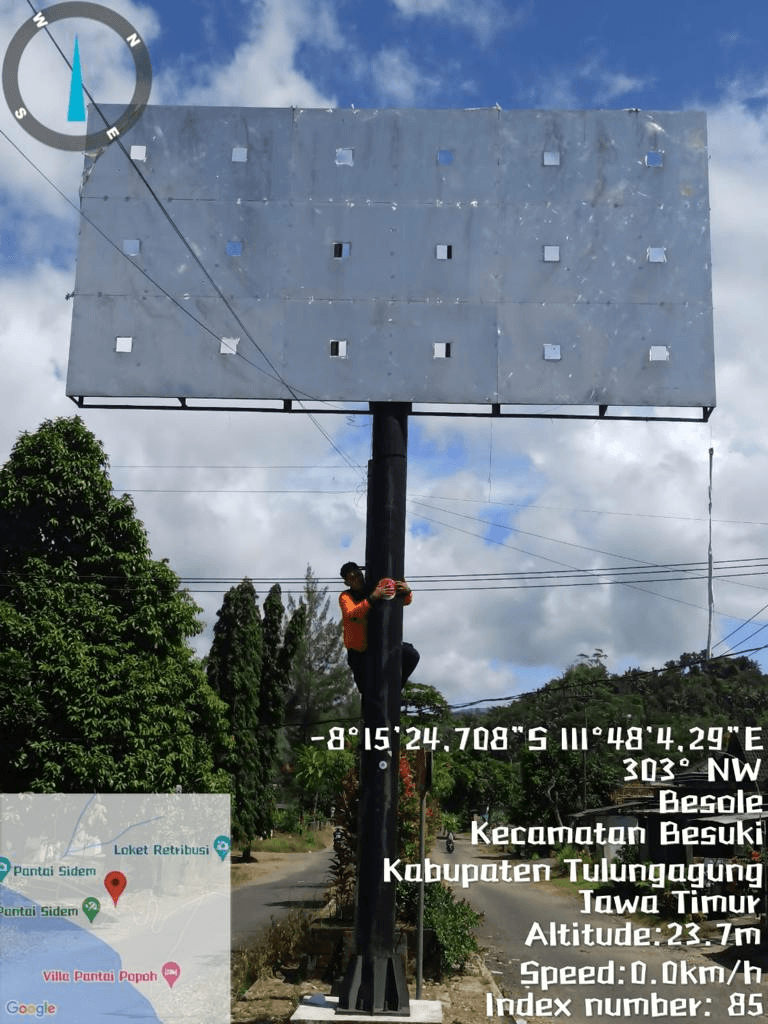 W
N
S
E
-8°15'24,708"S 111°48'4,29"E
303° NW
Besole
Kecamatan Besuki
Kabupaten Tulungagung
Jawa Timur
Altitude:23.7m
Speed:0.0km/h
Index number: 85
Loket Retribusi
Pantai Sidem
Pantai Sidem
Villa Pantai Popoh
Google